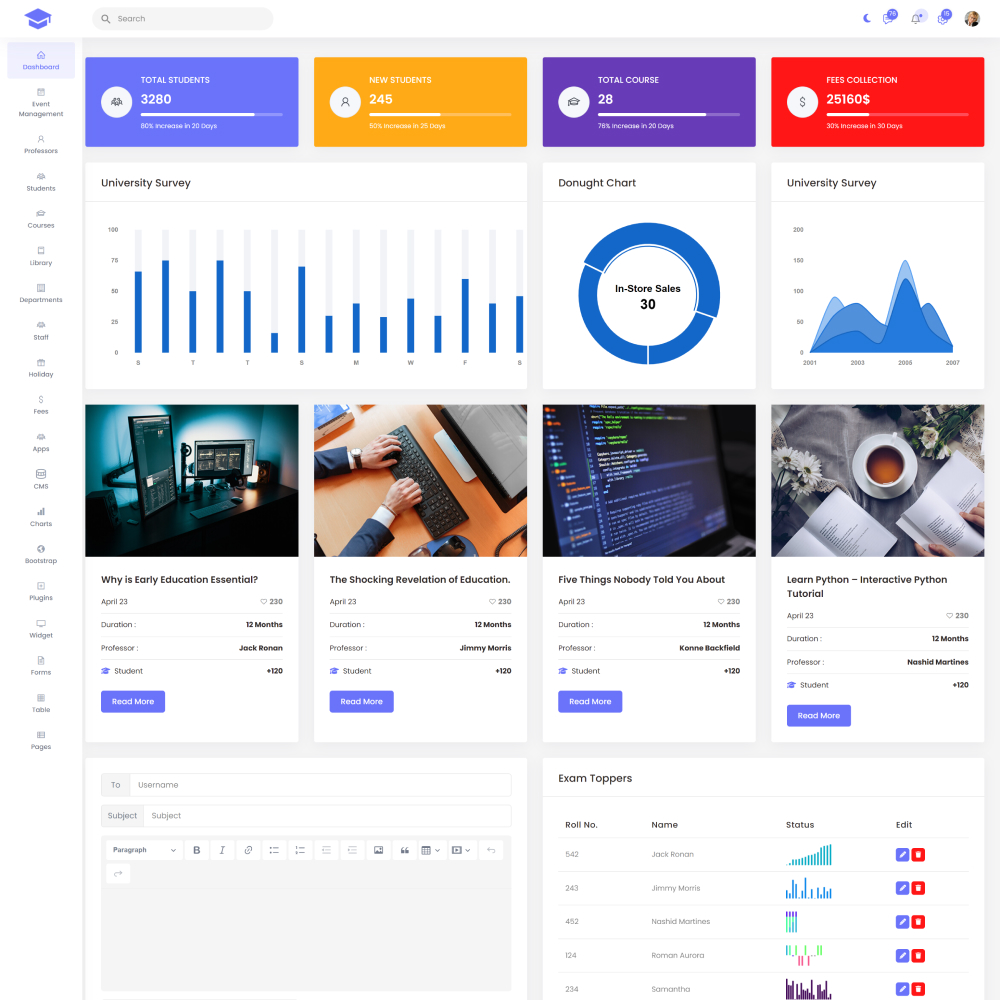 Search
76
15
Dashboard
Event
Management
Professors
Students
Courses
Library
Departments
Staff
Holiday
Fees
Apps
CMS
Charts
Bootstrap
Plugins
Widget
Forms
Table
Pages
TOTAL STUDENTS
3280
80% Increase in 20 Days
NEW STUDENTS
245
50% Increase in 25 Days
TOTAL COURSE
28
76% Increase in 20 Days
FEES COLLECTION
25160$
30% Increase in 30 Days
University Survey
100
75
50
25
0
S T T S M W F S
Donught Chart
In-Store Sales
30
University Survey
200
150
100
50
0
2001 2003 2005 2007
Why is Early Education Essential?
April 23 230
Duration : 12 Months
Professor : Jack Ronan
Student +120
Read More
The Shocking Revelation of Education.
April 23 230
Duration : 12 Months
Professor : Jimmy Morris
Student +120
Read More
Five Things Nobody Told You About
April 23 230
Duration : 12 Months
Professor : Konne Backfield
Student +120
Read More
Learn Python – Interactive Python
Tutorial
April 23 230
Duration : 12 Months
Professor : Nashid Martines
Student +120
Read More
To Username
Subject Subject
Paragraph B I
Exam Toppers
Roll No. Name Status Edit
542 Jack Ronan
243 Jimmy Morris
452 Nashid Martines
124 Roman Aurora
234 Samantha